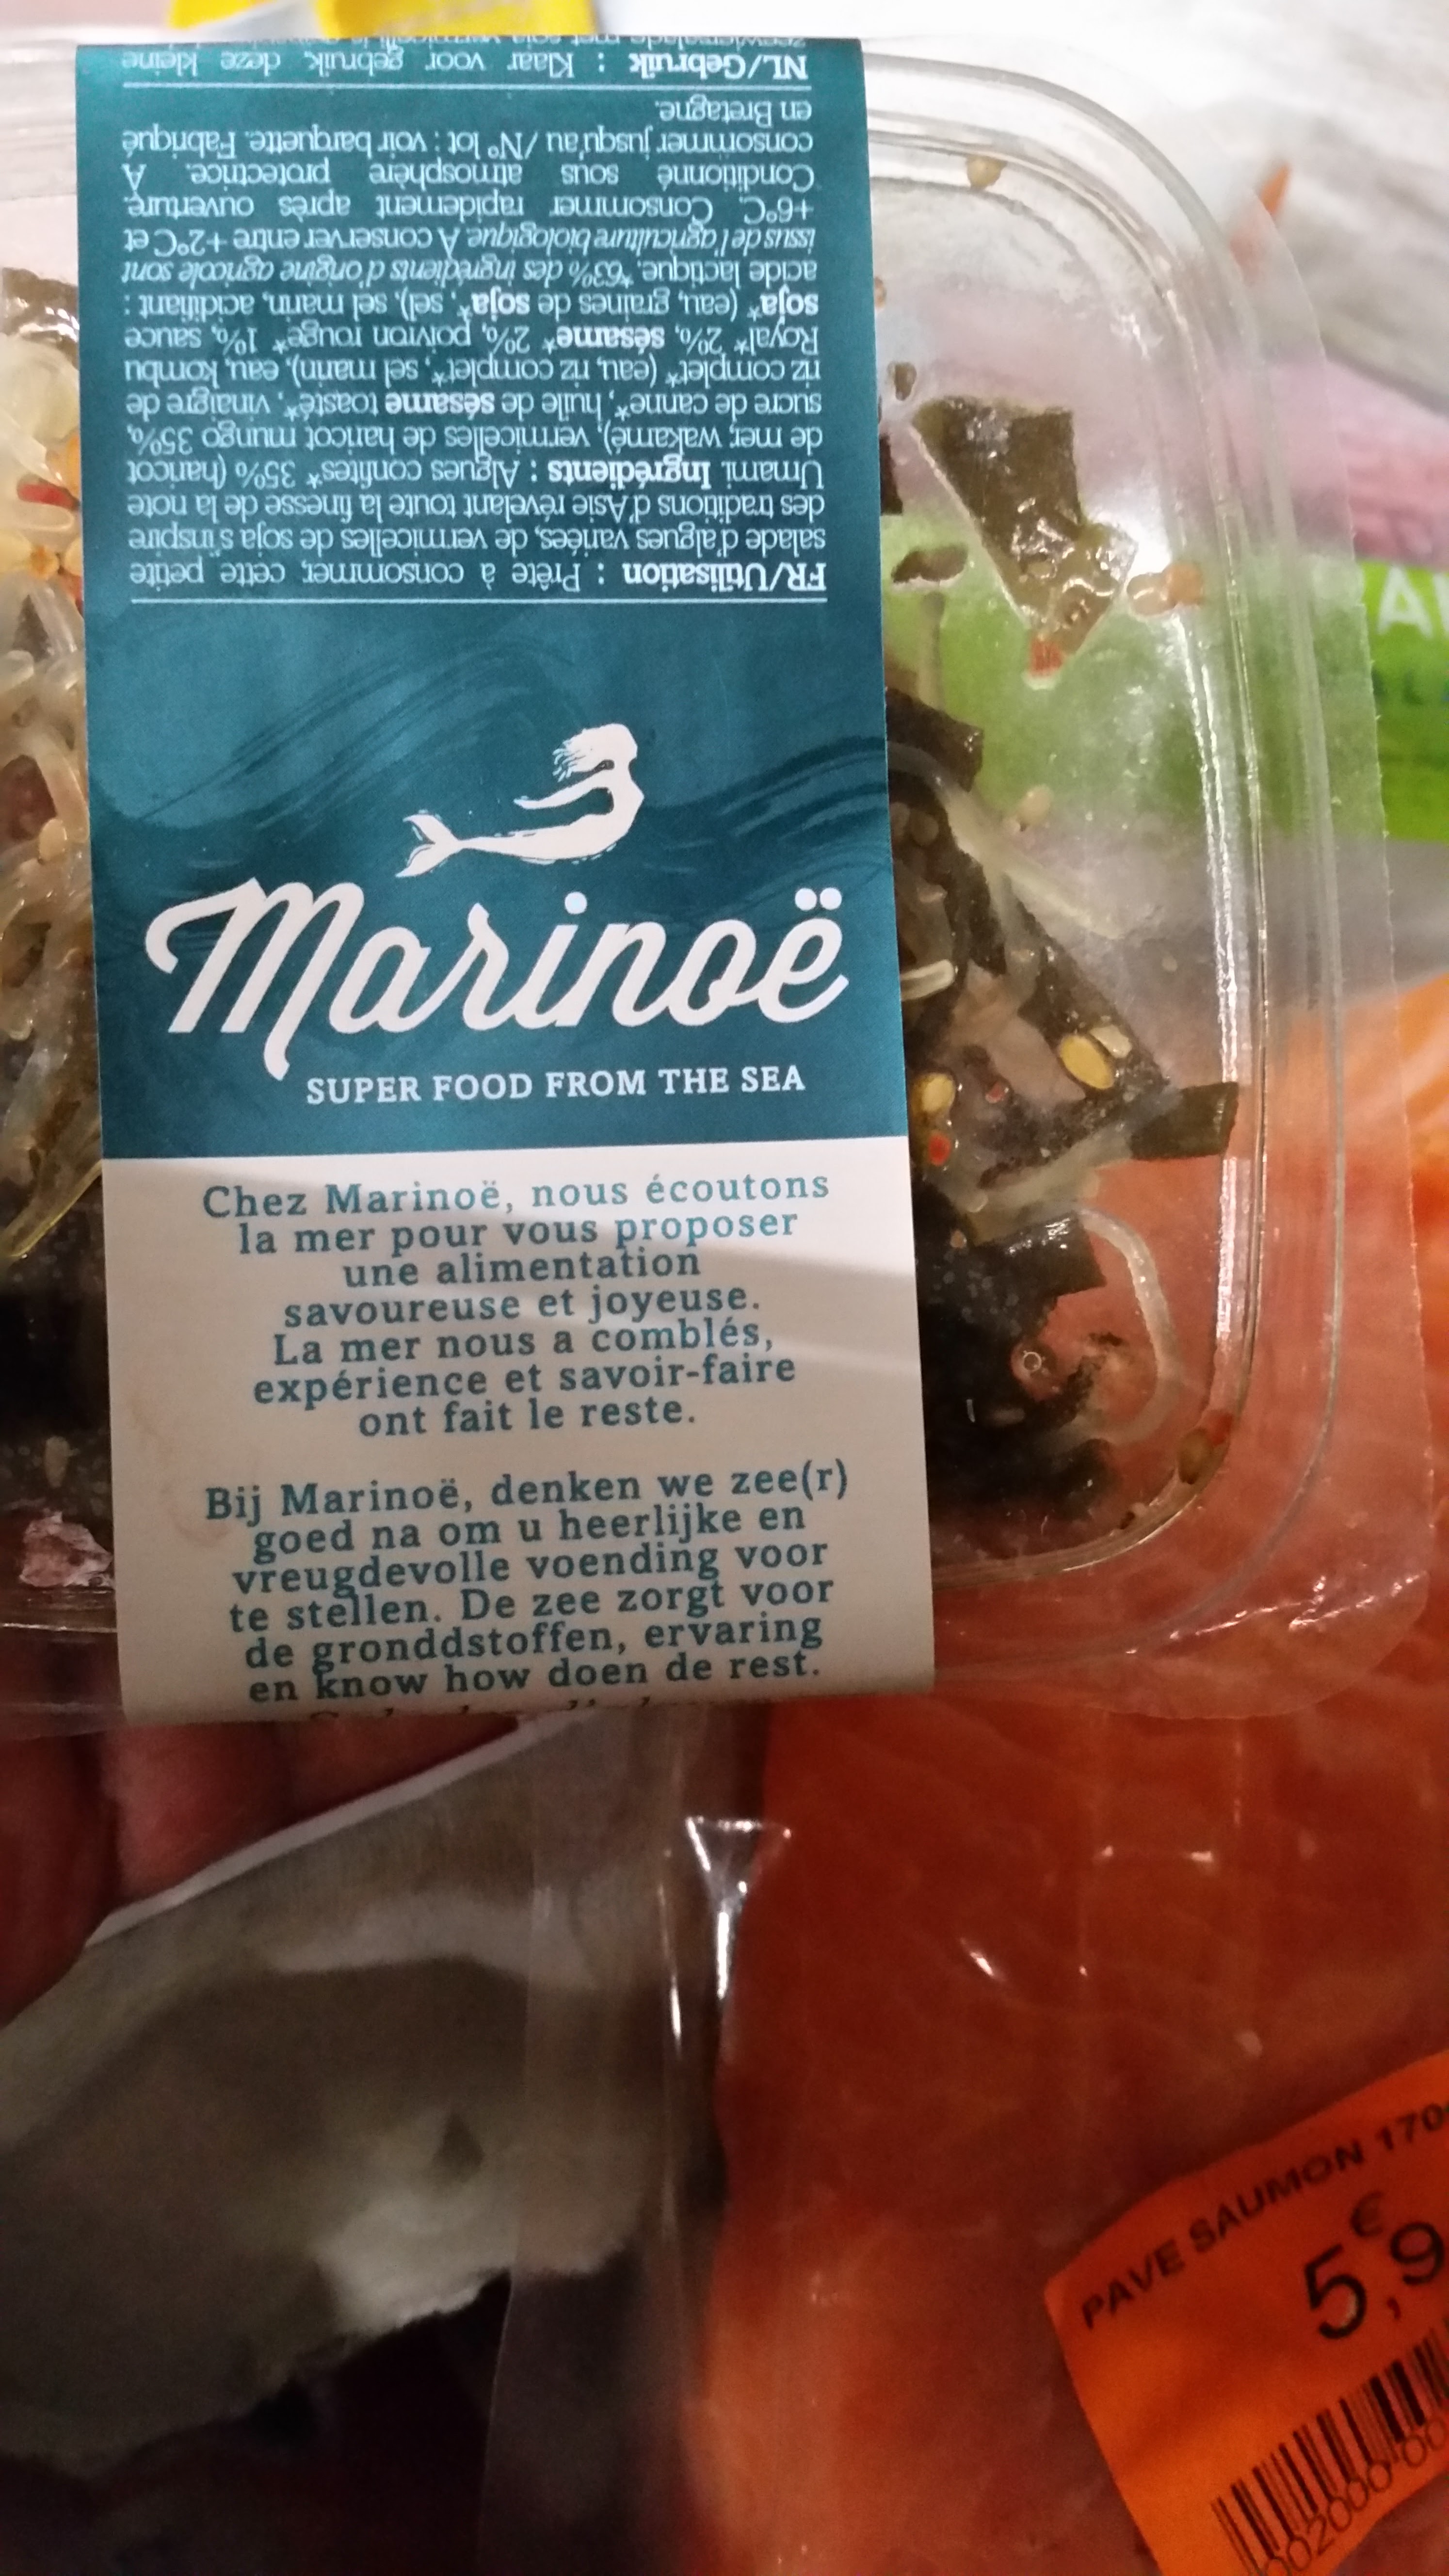 NL/Gebruik : Klaar voor gebruik, deze kleine
FR/Utilisation : Prête à consommer, cette petite
salade d'algues variées, de vermicelles de soja s'inspire
des traditions d'Asie révelant toute la finesse de la note
Umami. Ingrédients : Algues confites* 35% (haricot
de mer, wakamé), vermicelles de haricot mungo 35%,
sucre de canne*, huile de sésame toasté*, vinaigre de
riz complet* (eau, riz complet*, sel marin), eau, kombu
Royal* 2%, sésame* 2%, poivron rouge* 1%, sauce
soja* (eau, graines de soja*, sel), sel marin, acidifiant :
acide lactique. *63% des ingrédients d'origine agricole sont
issus de l'agriculture biologique. A conserver entre +2°C et
+6°C. Consommer rapidement après ouverture.
Conditionné sous atmosphère protectrice. A
consommer jusqu'au / N° lot : voir barquette. Fabriqué
en Bretagne.
Marinoë
SUPER FOOD FROM THE SEA
Chez Marinoë, nous écoutons
la mer pour vous proposer
une alimentation
savoureuse et joyeuse.
La mer nous a comblés,
expérience et savoir-faire
ont fait le reste.
Bij Marinoë, denken we zee(r)
goed na om u heerlijke en
vreugdevolle voending voor
te stellen. De zee zorgt voor
de gronddstoffen, ervaring
en know how doen de rest.
PAVE SAUMON 170
€
5,9